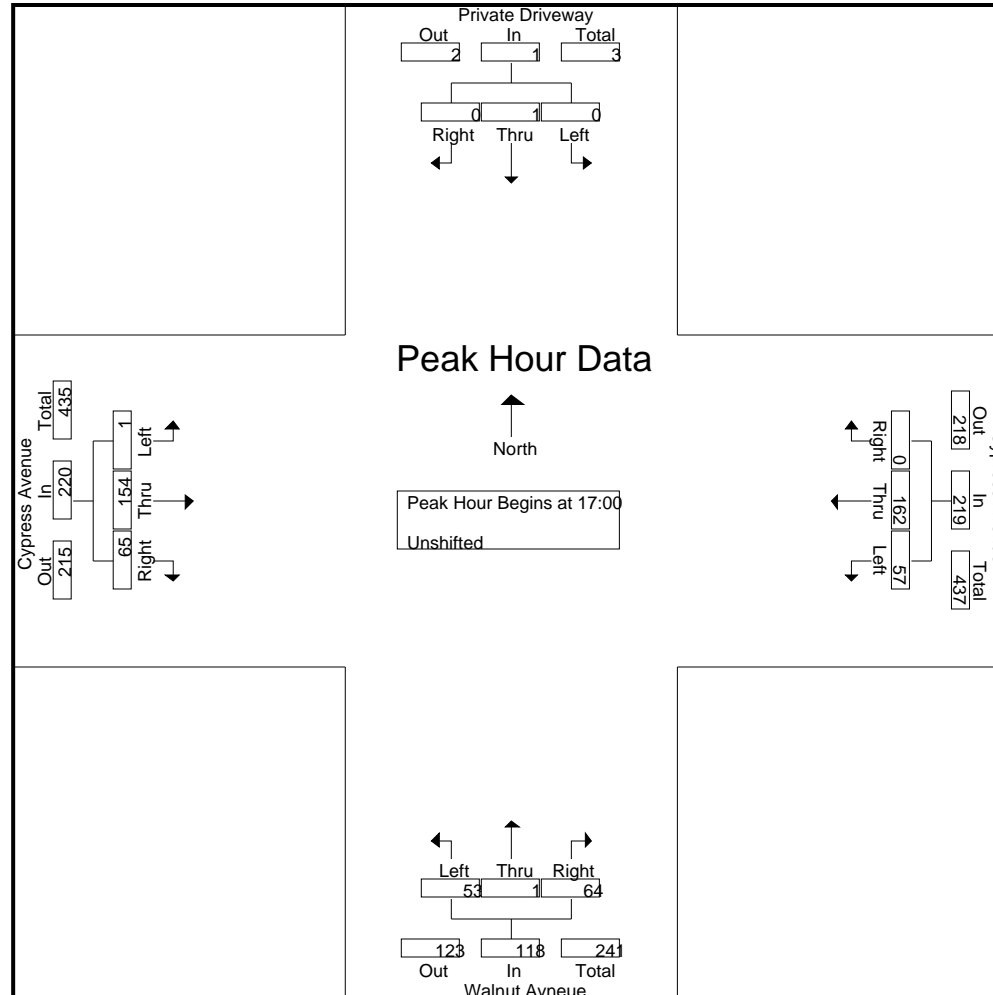 Private Driveway
Out In Total
2 1 3
0 1 0
Right Thru Left
Peak Hour Data
North
Peak Hour Begins at 17:00
Unshifted
Cypress Avenue
Total In Out
435 220 215
1 154 65
Left Thru Right
Right Thru Left
0 162 57
218 219 437
Out In Total
Left Thru Right
53 1 64
123 118 241
Out In Total
Walnut Avneue